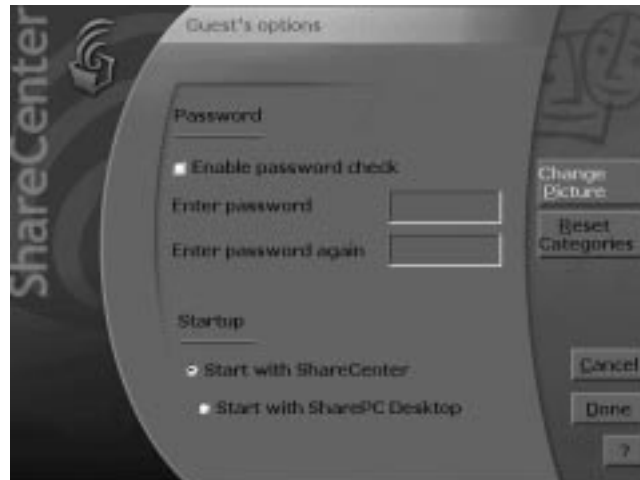 ShareCenter
Guest's options
Password
Enable password check
Enter password
Enter password again
Startup
Start with ShareCenter
Start with SharePC Desktop
Change
Picture
Reset
Categories
Cancel
Done
?